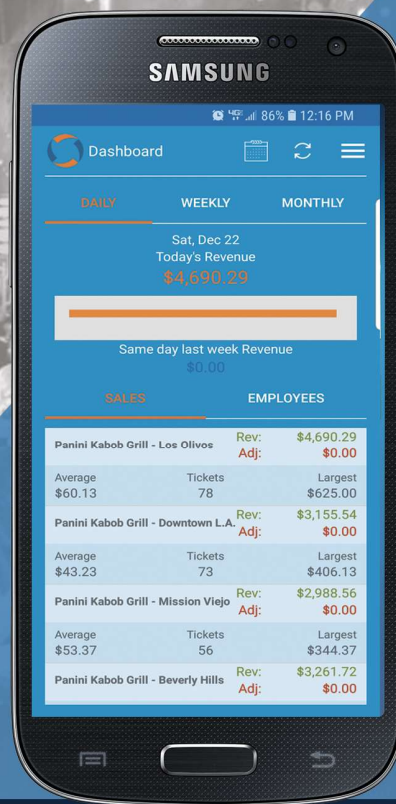 SAMSUNG
4G LTE 86% 12:16 PM
Dashboard
DAILY WEEKLY MONTHLY
Sat, Dec 22
Today's Revenue
$4,690.29
Same day last week Revenue
$0.00
SALES EMPLOYEES
Panini Kabob Grill - Los Olivos Rev: $4,690.29
Adj: $0.00
Average Tickets Largest
$60.13 78 $625.00
Panini Kabob Grill - Downtown L.A. Rev: $3,155.54
Adj: $0.00
Average Tickets Largest
$43.23 73 $406.13
Panini Kabob Grill - Mission Viejo Rev: $2,988.56
Adj: $0.00
Average Tickets Largest
$53.37 56 $344.37
Panini Kabob Grill - Beverly Hills Rev: $3,261.72
Adj: $0.00